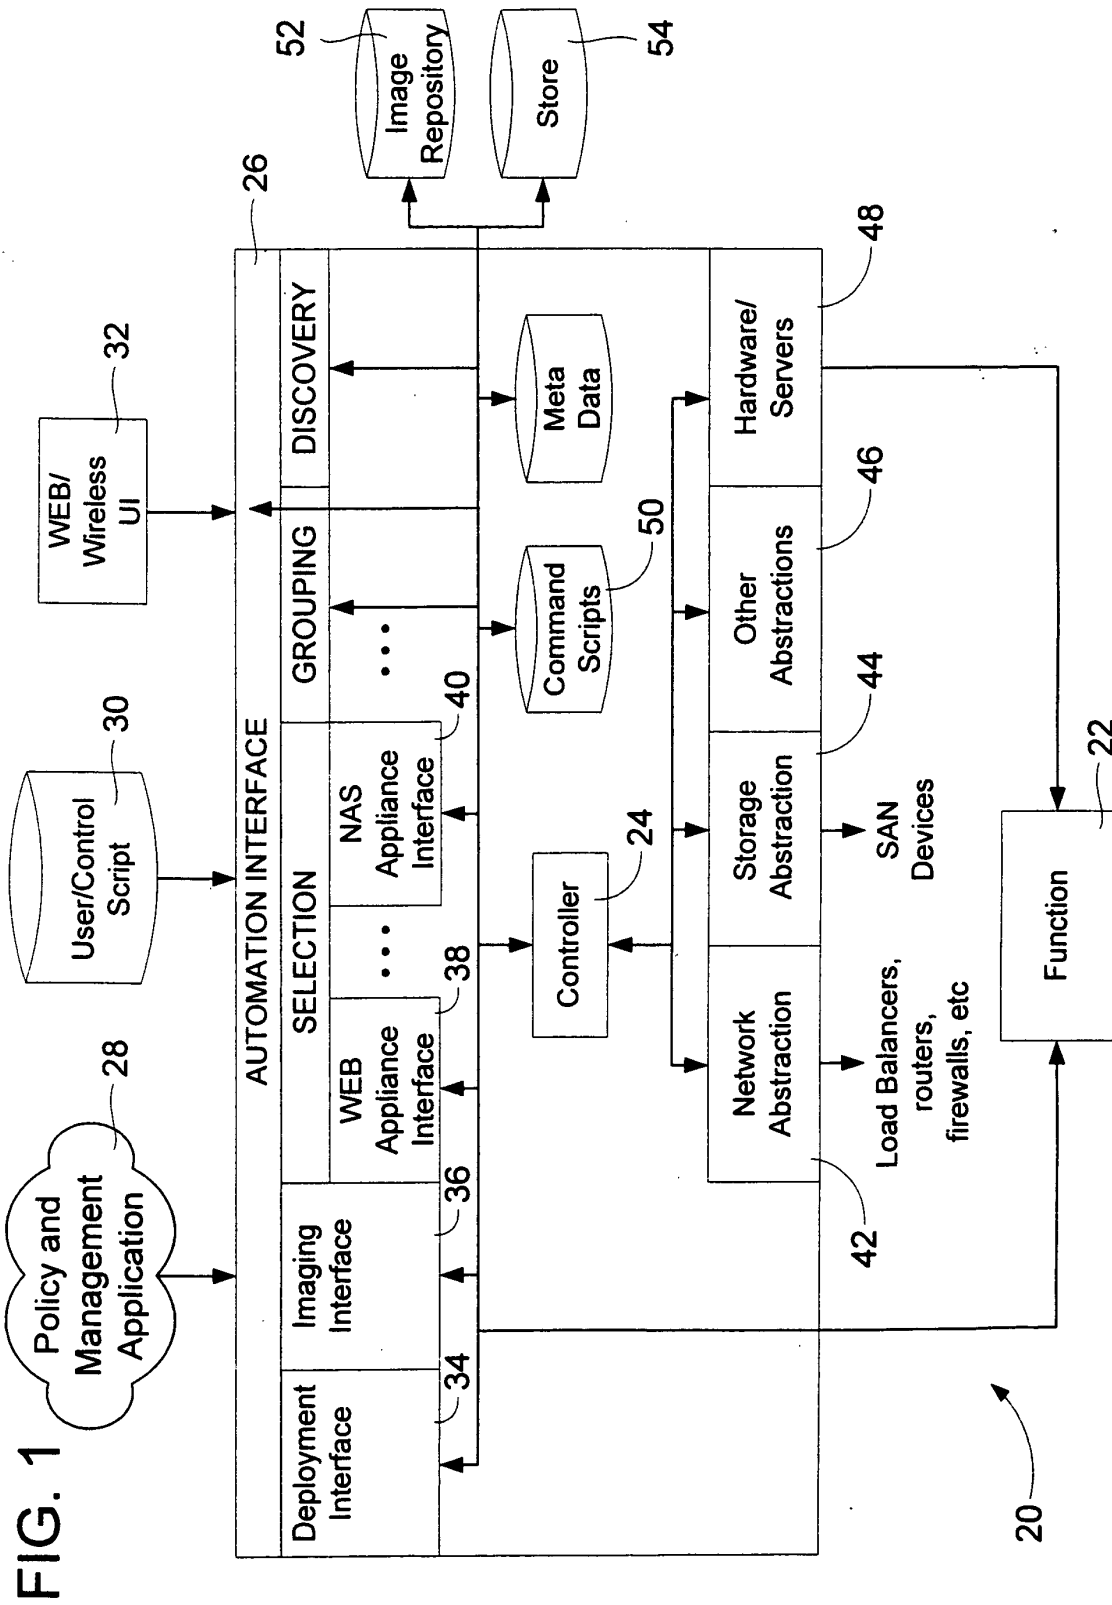 FIG. 1
Policy and
Management
Application
28
User/Control
Script
30
WEB/
Wireless
UI
32
AUTOMATION INTERFACE
26
Deployment
Interface
34
Imaging
Interface
36
SELECTION
GROUPING
DISCOVERY
WEB
Appliance
Interface
38
• • •
NAS
Appliance
Interface
40
• • •
Image
Repository
52
Store
54
Controller
24
Command
Scripts
50
Meta
Data
Network
Abstraction
42
Storage
Abstraction
44
Other
Abstractions
46
Hardware/
Servers
48
Load Balancers,
routers,
firewalls, etc
SAN
Devices
Function
22
20